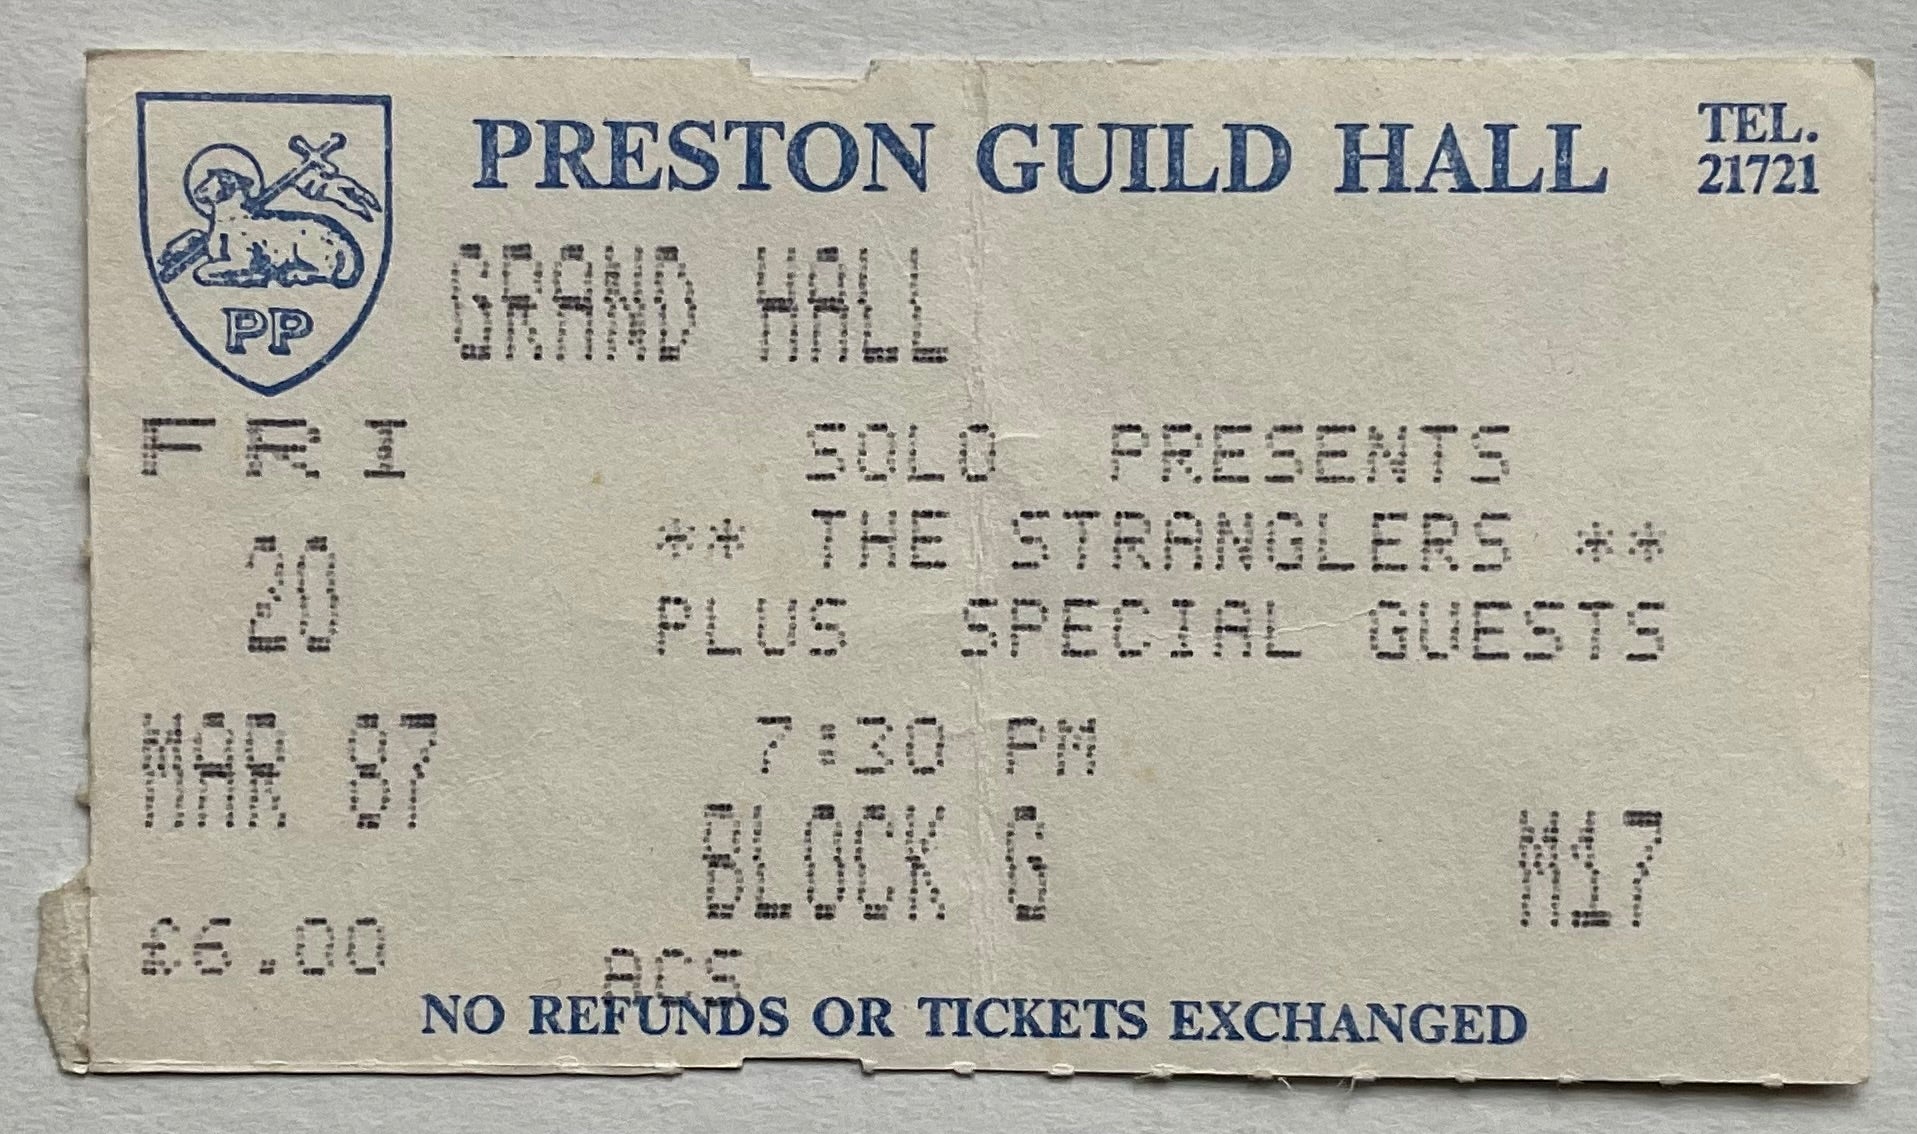 PRESTON GUILD HALL
TEL.
21721
PP
GRAND HALL
FRI
SOLO PRESENTS
** THE STRANGLERS **
20
PLUS SPECIAL GUESTS
MAR 87
7:30 PM
BLOCK G
M17
£6.00
ACS
NO REFUNDS OR TICKETS EXCHANGED